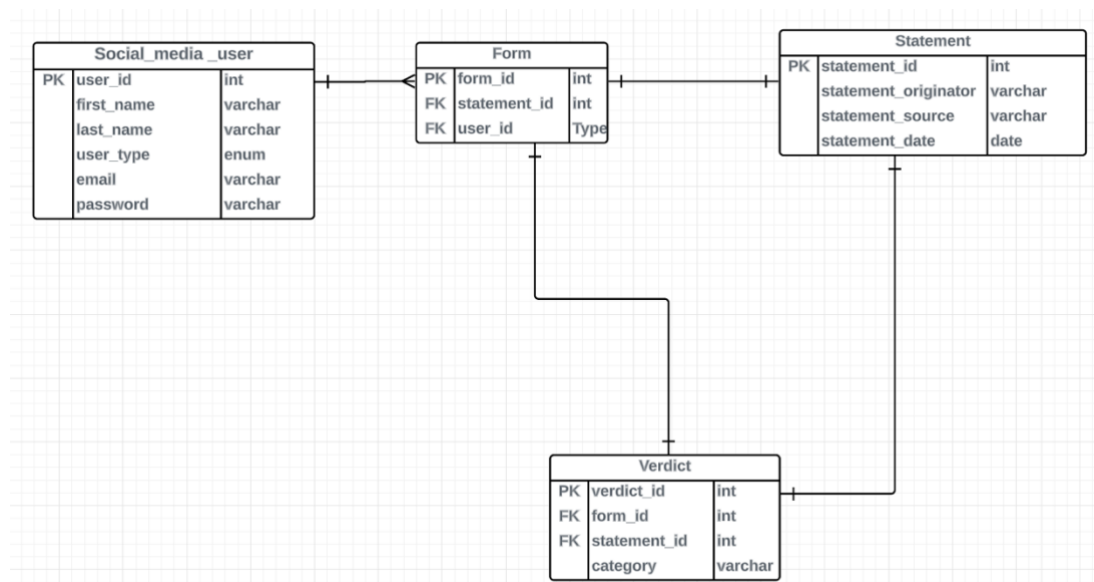 Social_media _user
PK user_id int
first_name varchar
last_name varchar
user_type enum
email varchar
password varchar
Form
PK form_id int
FK statement_id int
FK user_id Type
Statement
PK statement_id int
statement_originator varchar
statement_source varchar
statement_date date
Verdict
PK verdict_id int
FK form_id int
FK statement_id int
category varchar